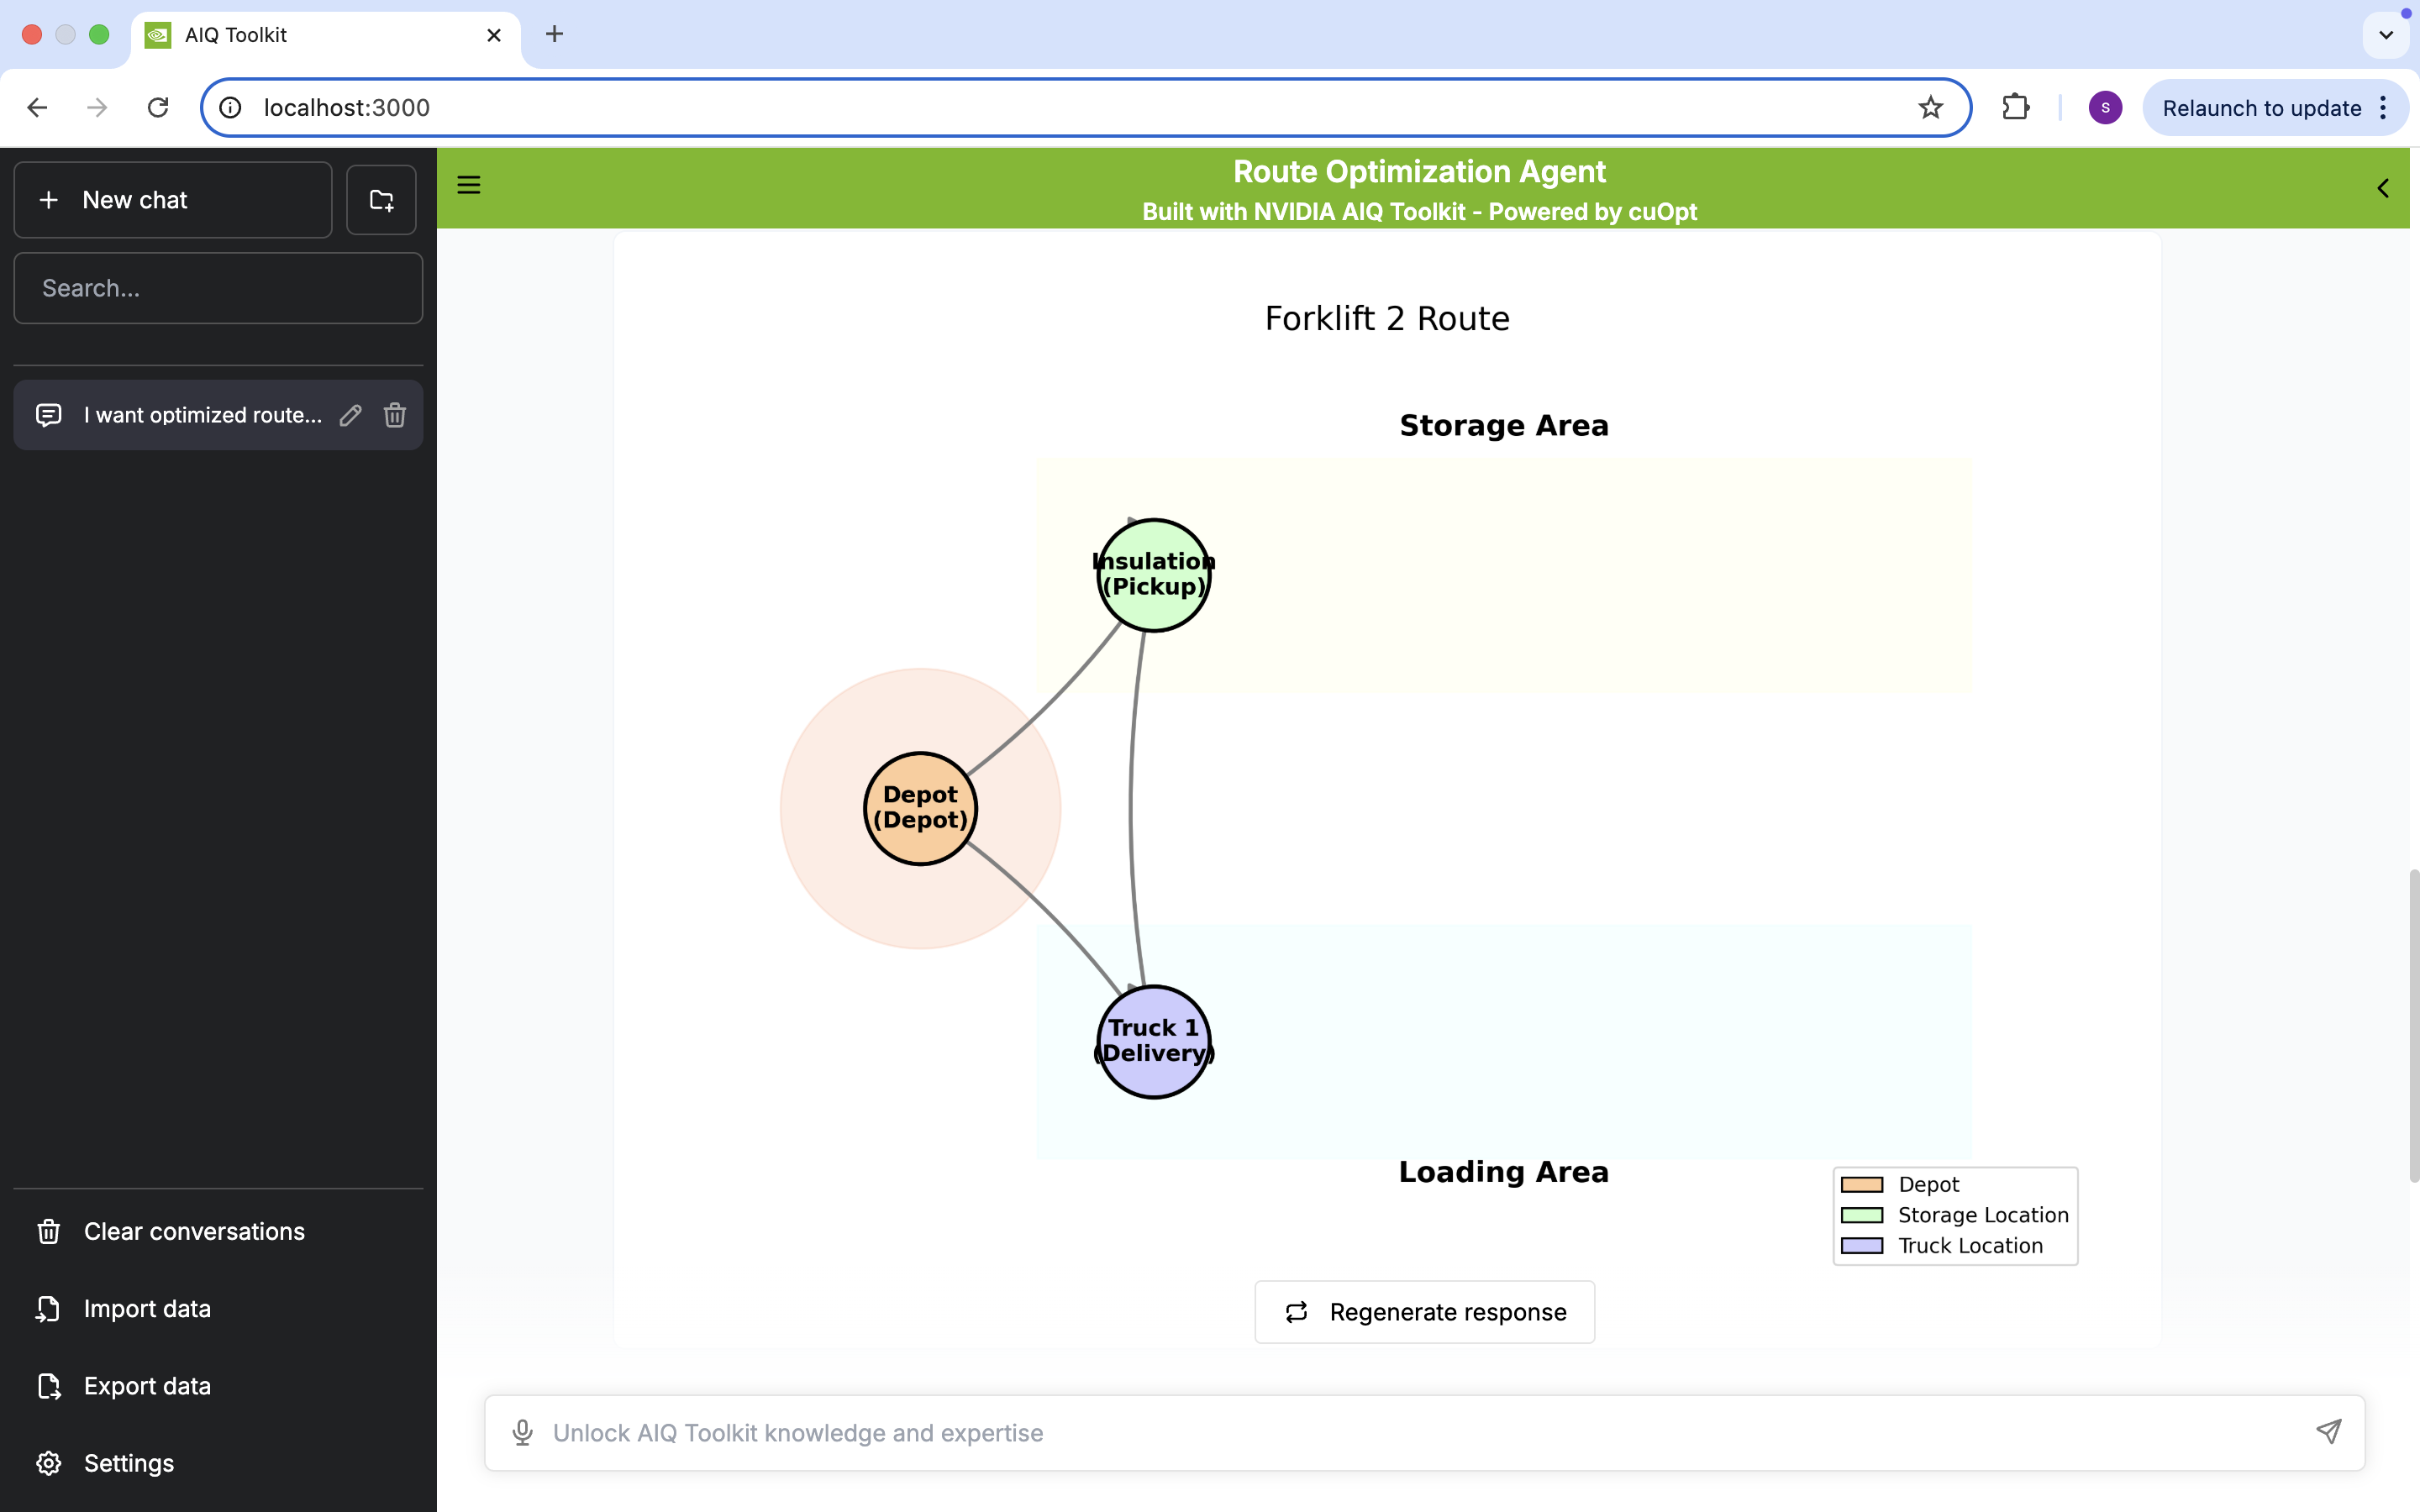 AIQ Toolkit
localhost:3000
S
Relaunch to update
New chat
Search...
I want optimized route...
Clear conversations
Import data
Export data
Settings
Route Optimization Agent
Built with NVIDIA AIQ Toolkit - Powered by cuOpt
Forklift 2 Route
Storage Area
Insulation
(Pickup)
Depot
(Depot)
Truck 1
(Delivery)
Loading Area
Depot
Storage Location
Truck Location
Regenerate response
Unlock AIQ Toolkit knowledge and expertise